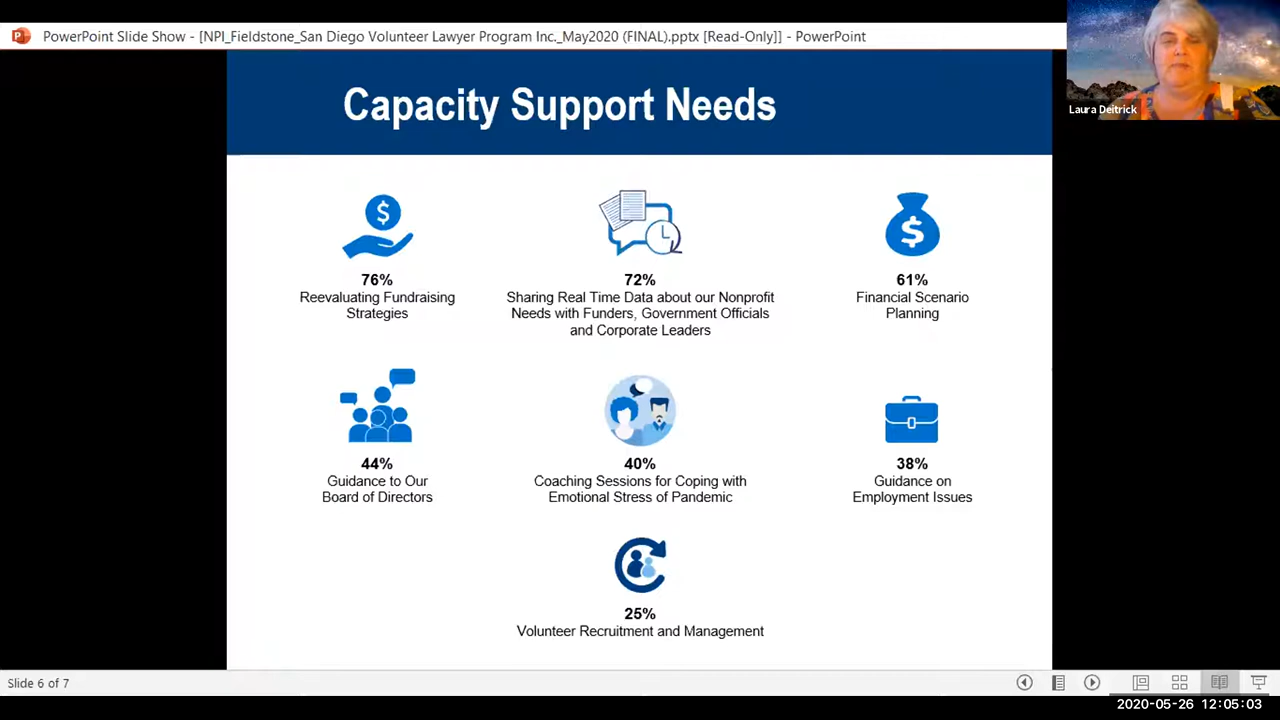 PowerPoint Slide Show - [NPI_Fieldstone_San Diego Volunteer Lawyer Program Inc._May2020 (FINAL).pptx [Read-Only]] - PowerPoint
Laura Deitrick
Capacity Support Needs
$
$
76%
Reevaluating Fundraising
Strategies
72%
Sharing Real Time Data about our Nonprofit
Needs with Funders, Government Officials
and Corporate Leaders
61%
Financial Scenario
Planning
44%
Guidance to Our
Board of Directors
40%
Coaching Sessions for Coping with
Emotional Stress of Pandemic
38%
Guidance on
Employment Issues
25%
Volunteer Recruitment and Management
Slide 6 of 7
2020-05-26 12:05:03